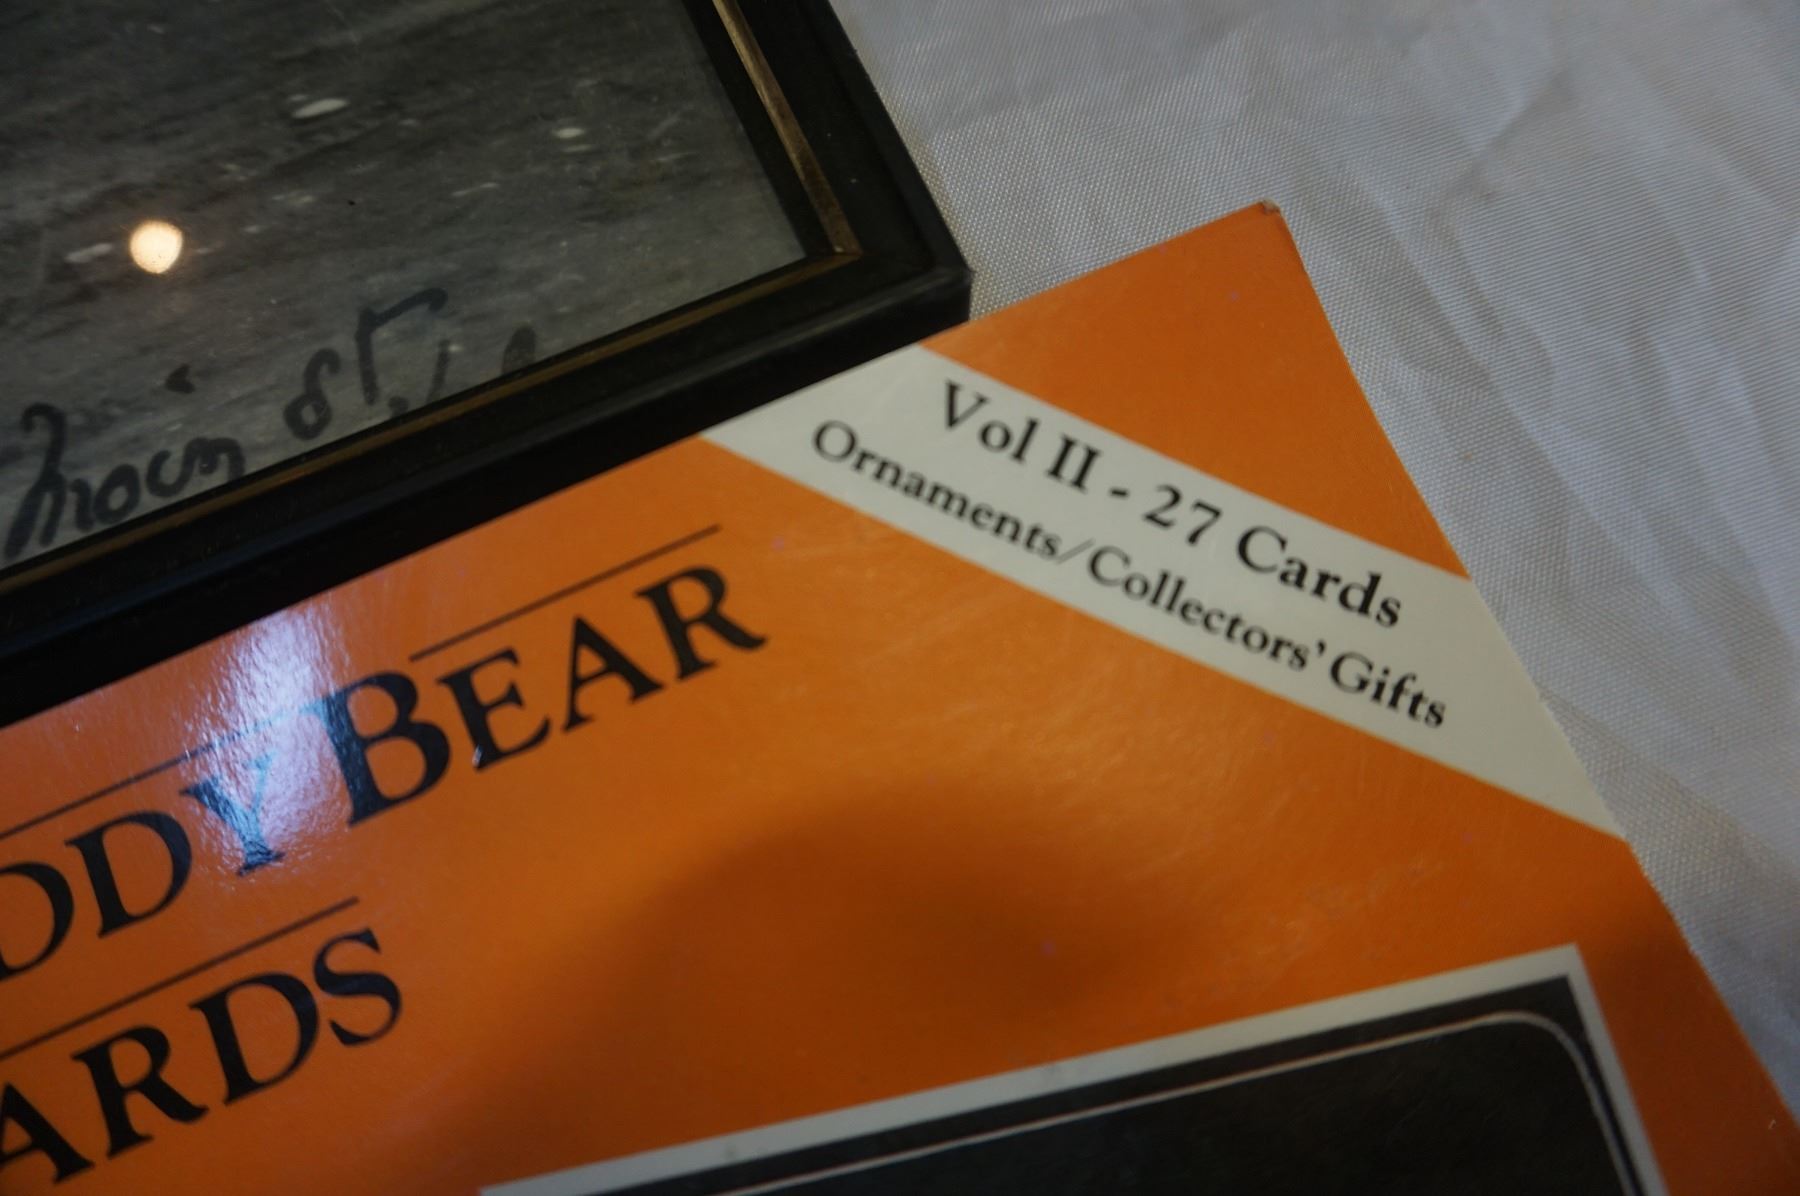 Vol II - 27 Cards
Ornaments/Collectors' Gifts
DDY BEAR
ARDS